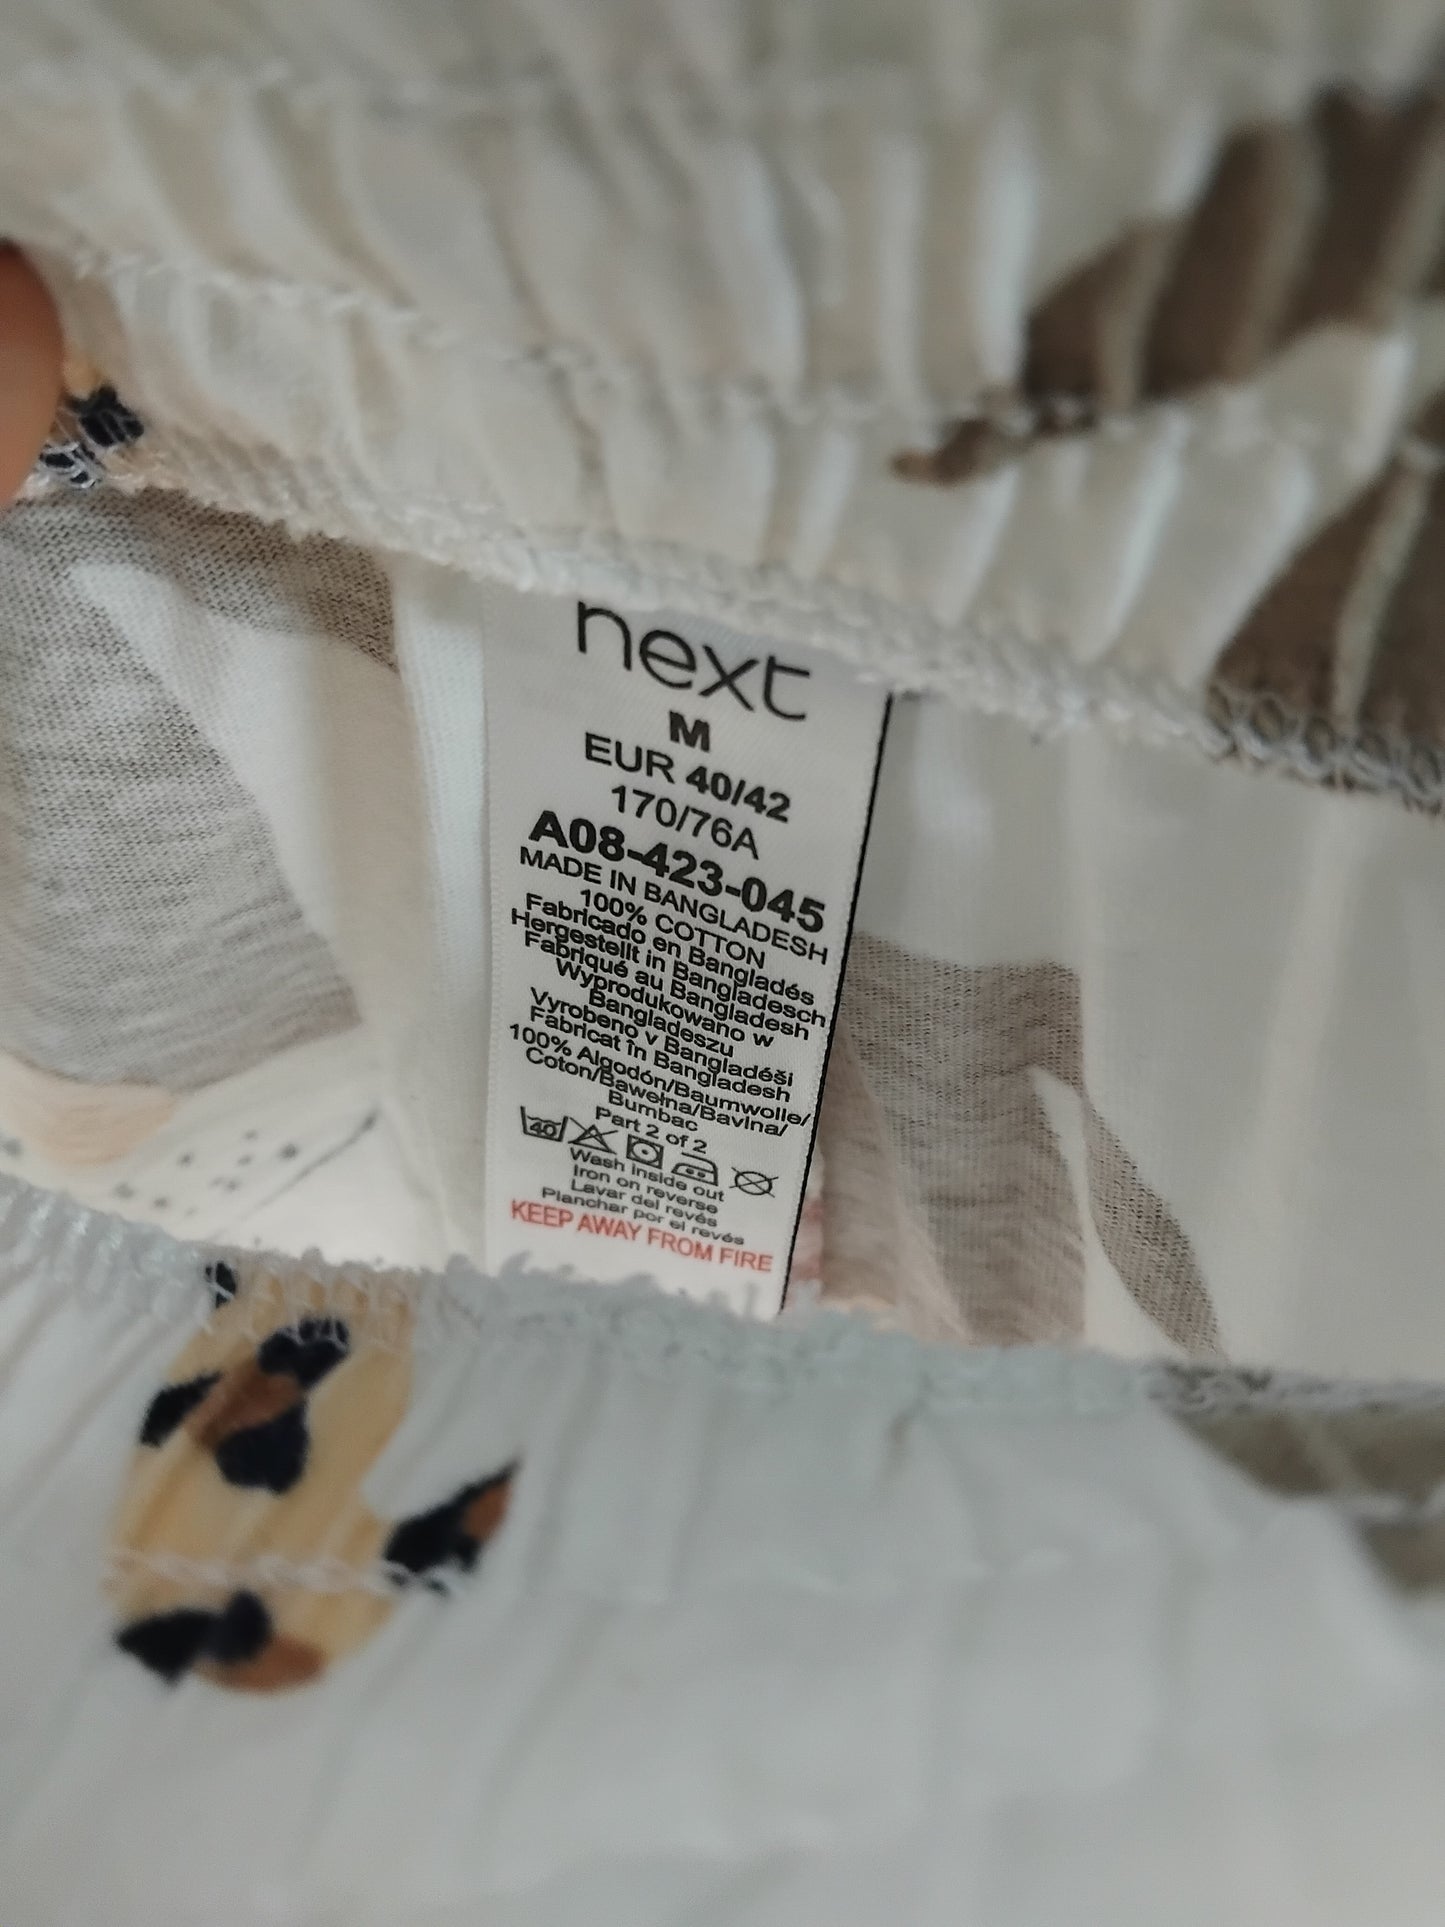 next
M
EUR 40/42
170/76A
A08-423-045
MADE IN BANGLADESH
100% COTTON
Fabricado en Bangladés
Hergestellt in Bangladesch
Fabriqué au Bangladesh
Wyprodukowano w
Bangladeszu
Vyrobeno v Bangladéši
Fabricat în Bangladesh
100% Algodón/Baumwolle/
Coton/Bawełna/Bavlna/
Bumbac
Part 2 of 2
40
Wash inside out
Iron on reverse
Lavar del revés
Planchar por el revés
KEEP AWAY FROM FIRE